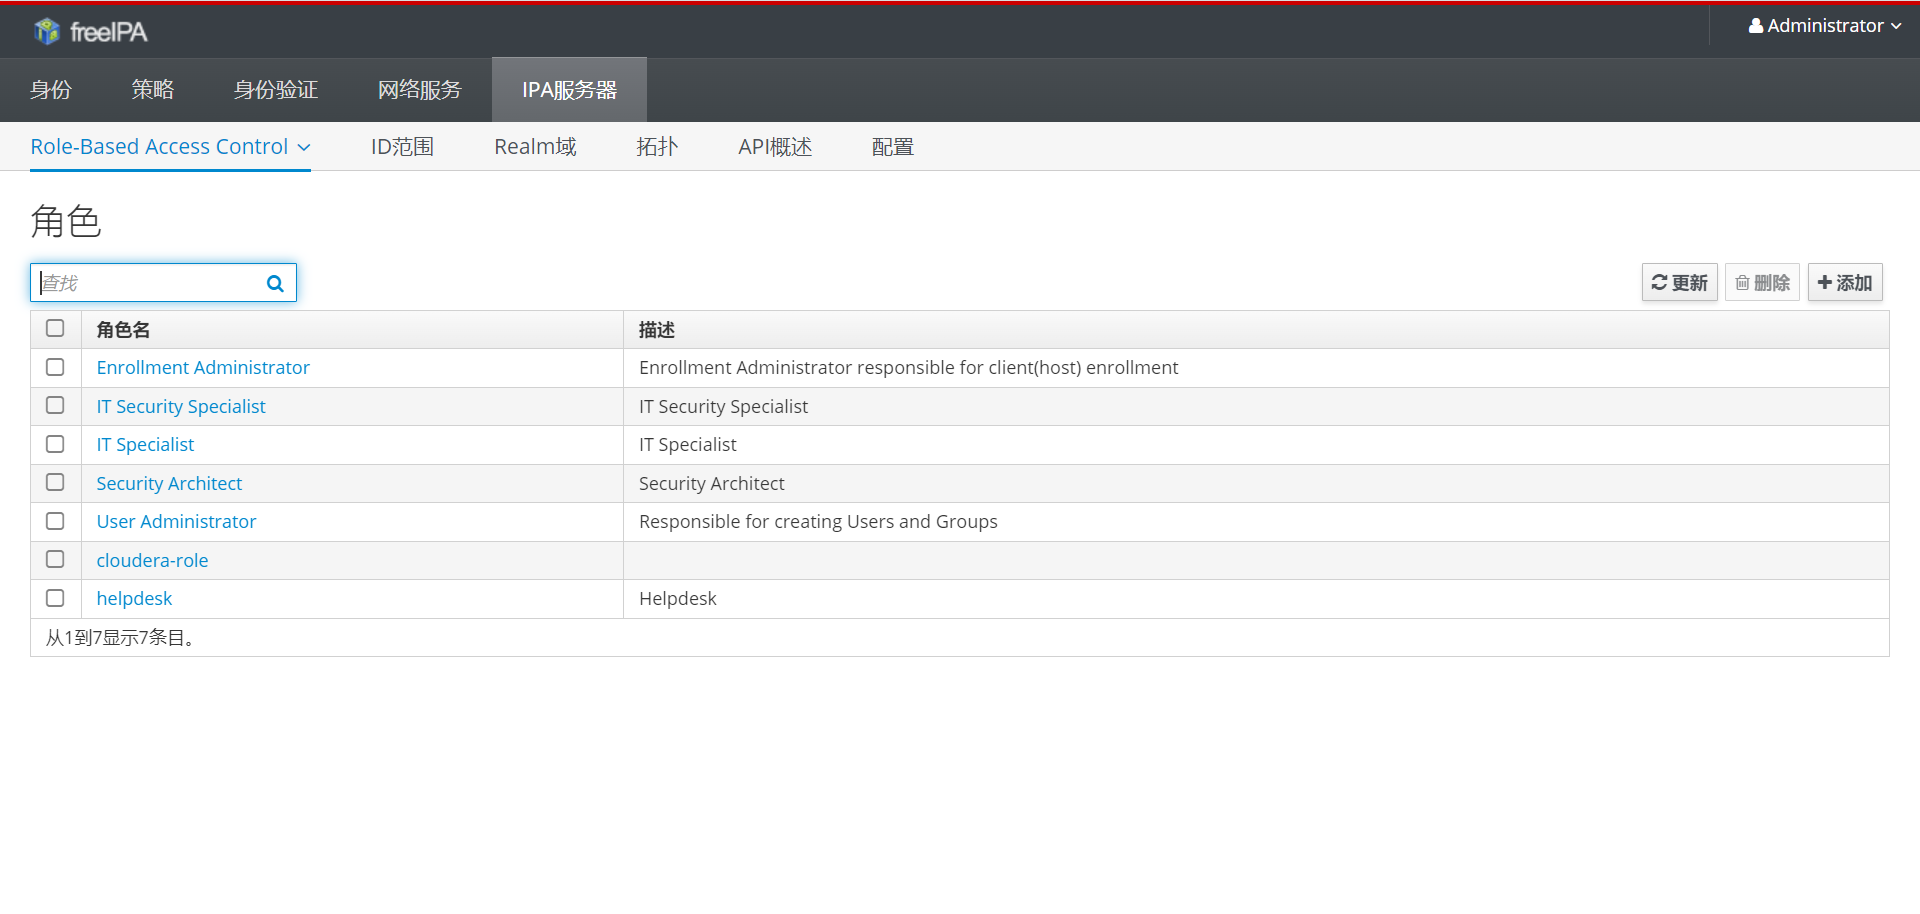 freeIPA
Administrator
身份 策略 身份验证 网络服务 IPA服务器
Role-Based Access Control ID范围 Realm域 拓扑 API概述 配置
角色
查找 更新 删除 添加
角色名 描述
Enrollment Administrator Enrollment Administrator responsible for client(host) enrollment
IT Security Specialist IT Security Specialist
IT Specialist IT Specialist
Security Architect Security Architect
User Administrator Responsible for creating Users and Groups
cloudera-role
helpdesk Helpdesk
从1到7显示7条目。